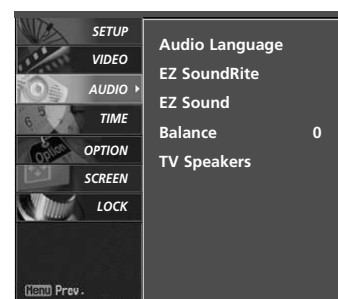 SETUP
VIDEO
AUDIO
TIME
OPTION
SCREEN
LOCK
Menu Prev.
Audio Language
EZ SoundRite
EZ Sound
Balance 0
TV Speakers